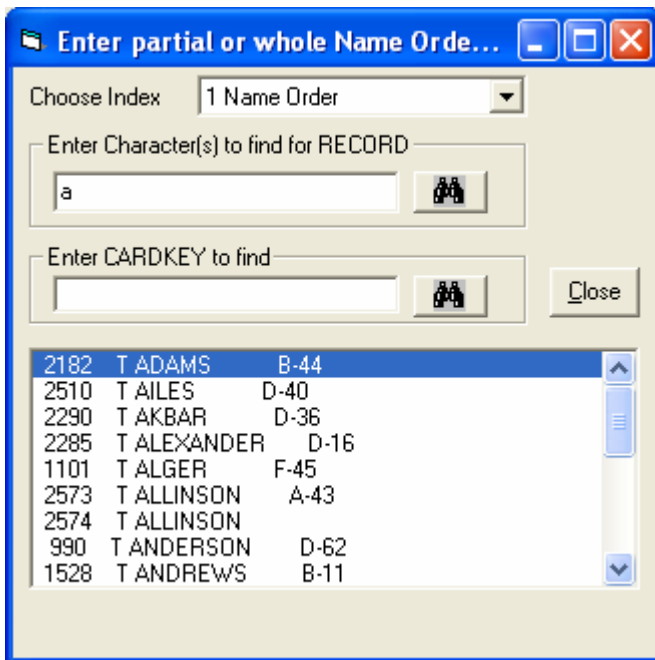 Enter partial or whole Name Orde...
Choose Index 1 Name Order
Enter Character(s) to find for RECORD
a
Enter CARDKEY to find
Close
2182 T ADAMS B-44
2510 T AILES D-40
2290 T AKBAR D-36
2285 T ALEXANDER D-16
1101 T ALGER F-45
2573 T ALLINSON A-43
2574 T ALLINSON
990 T ANDERSON D-62
1528 T ANDREWS B-11